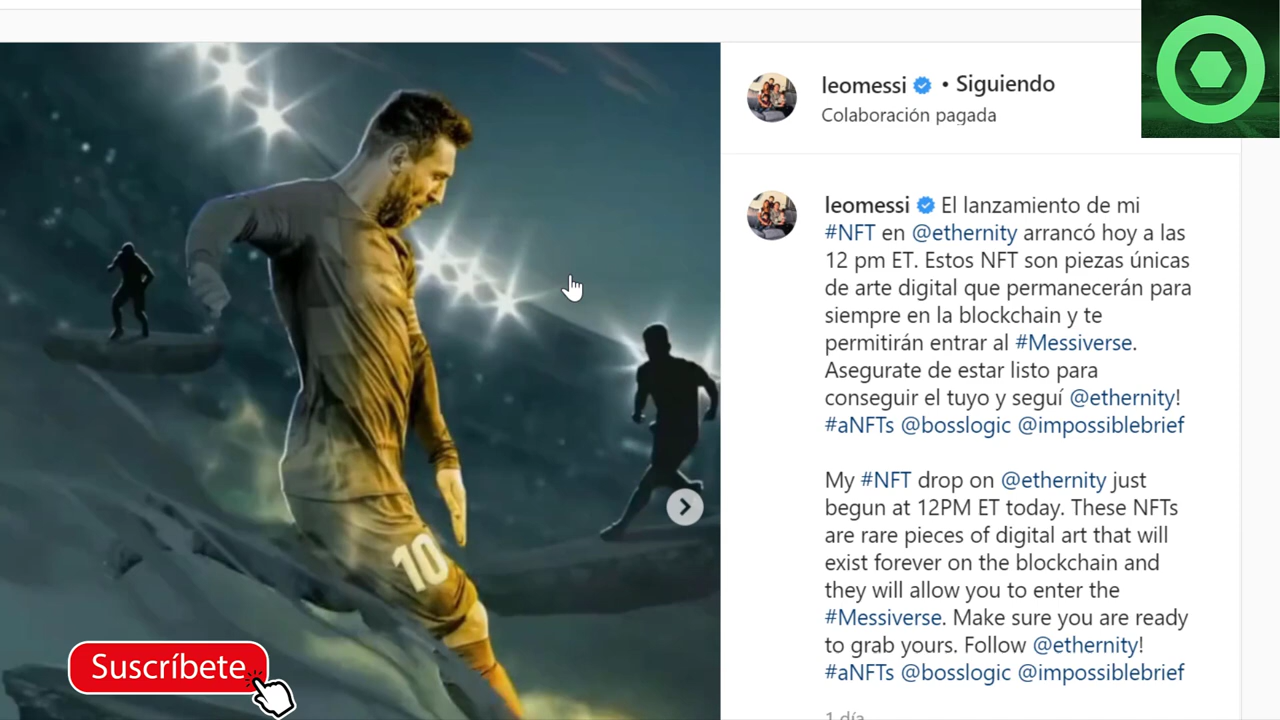 leomessi • Siguiendo
Colaboración pagada
leomessi El lanzamiento de mi
#NFT en @ethernity arrancó hoy a las
12 pm ET. Estos NFT son piezas únicas
de arte digital que permanecerán para
siempre en la blockchain y te
permitirán entrar al #Messiverse.
Asegurate de estar listo para
conseguir el tuyo y seguí @ethernity!
#aNFTs @bosslogic @impossiblebrief
My #NFT drop on @ethernity just
begun at 12PM ET today. These NFTs
are rare pieces of digital art that will
exist forever on the blockchain and
they will allow you to enter the
#Messiverse. Make sure you are ready
to grab yours. Follow @ethernity!
#aNFTs @bosslogic @impossiblebrief
1 día
10
Suscríbete